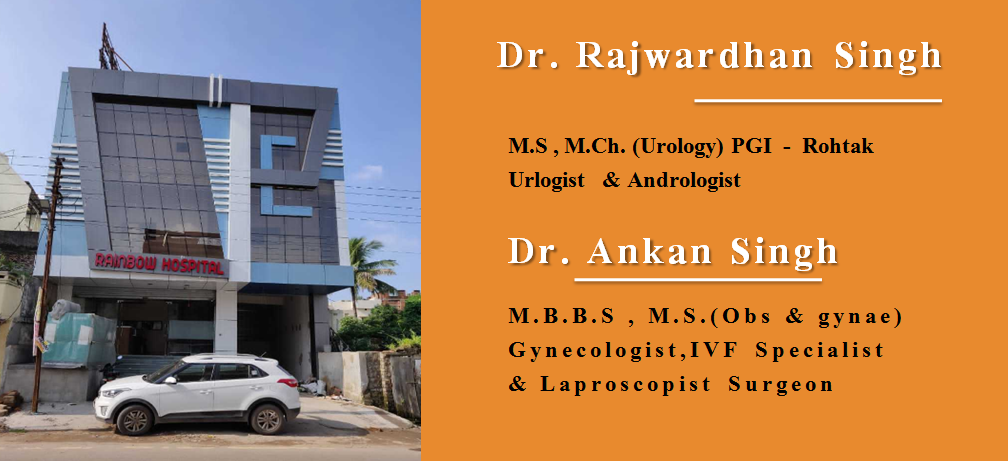 RAINBOW HOSPITAL
Dr. Rajwardhan Singh
M.S , M.Ch. (Urology) PGI - Rohtak
Urlogist & Andrologist
Dr. Ankan Singh
M.B.B.S , M.S.(Obs & gynae)
Gynecologist,IVF Specialist
& Laproscopist Surgeon